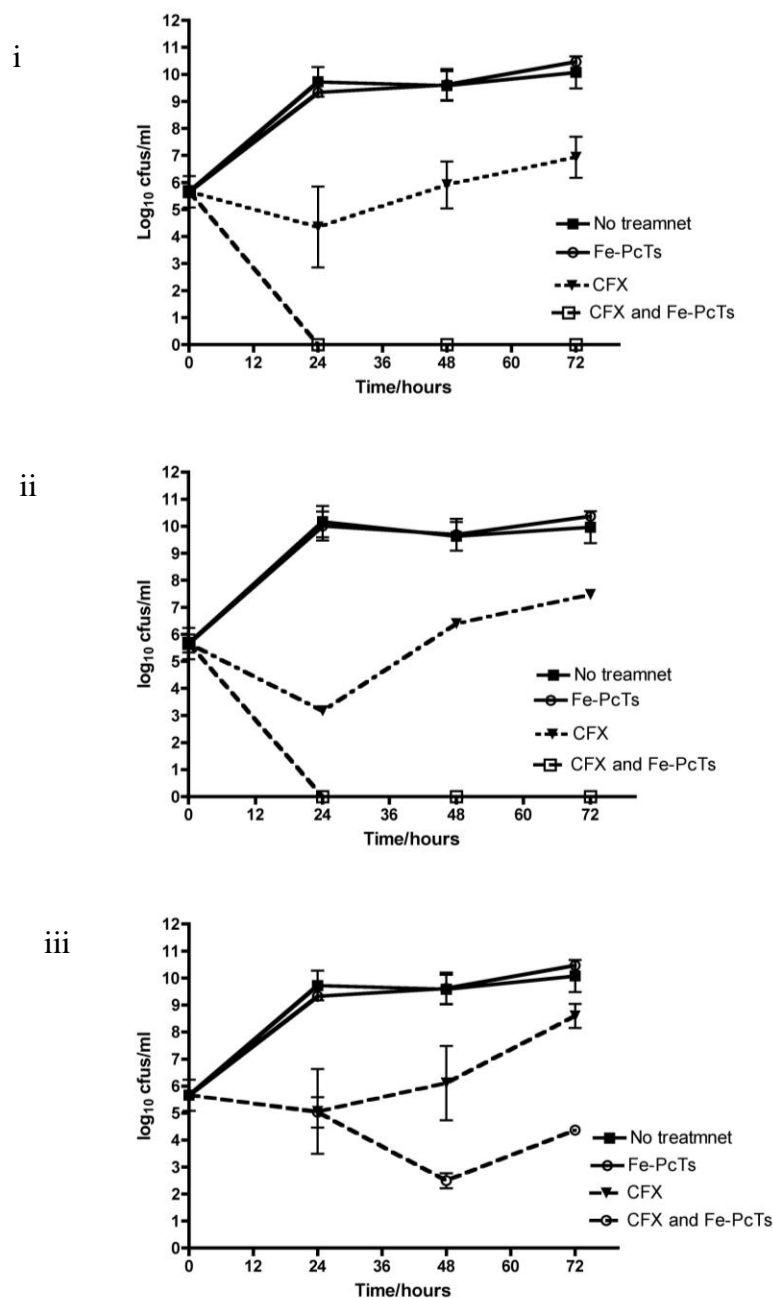 i
Log10 cfus/ml
12
11
10
9
8
7
6
5
4
3
2
1
0
0 12 24 36 48 60 72
Time/hours
No treamnet
Fe-PcTs
CFX
CFX and Fe-PcTs
ii
log10 cfus/ml
12
11
10
9
8
7
6
5
4
3
2
1
0
0 12 24 36 48 60 72
Time/hours
No treamnet
Fe-PcTs
CFX
CFX and Fe-PcTs
iii
log10 cfus/ml
12
11
10
9
8
7
6
5
4
3
2
1
0
0 12 24 36 48 60 72
Time/hours
No treatmnet
Fe-PcTs
CFX
CFX and Fe-PcTs